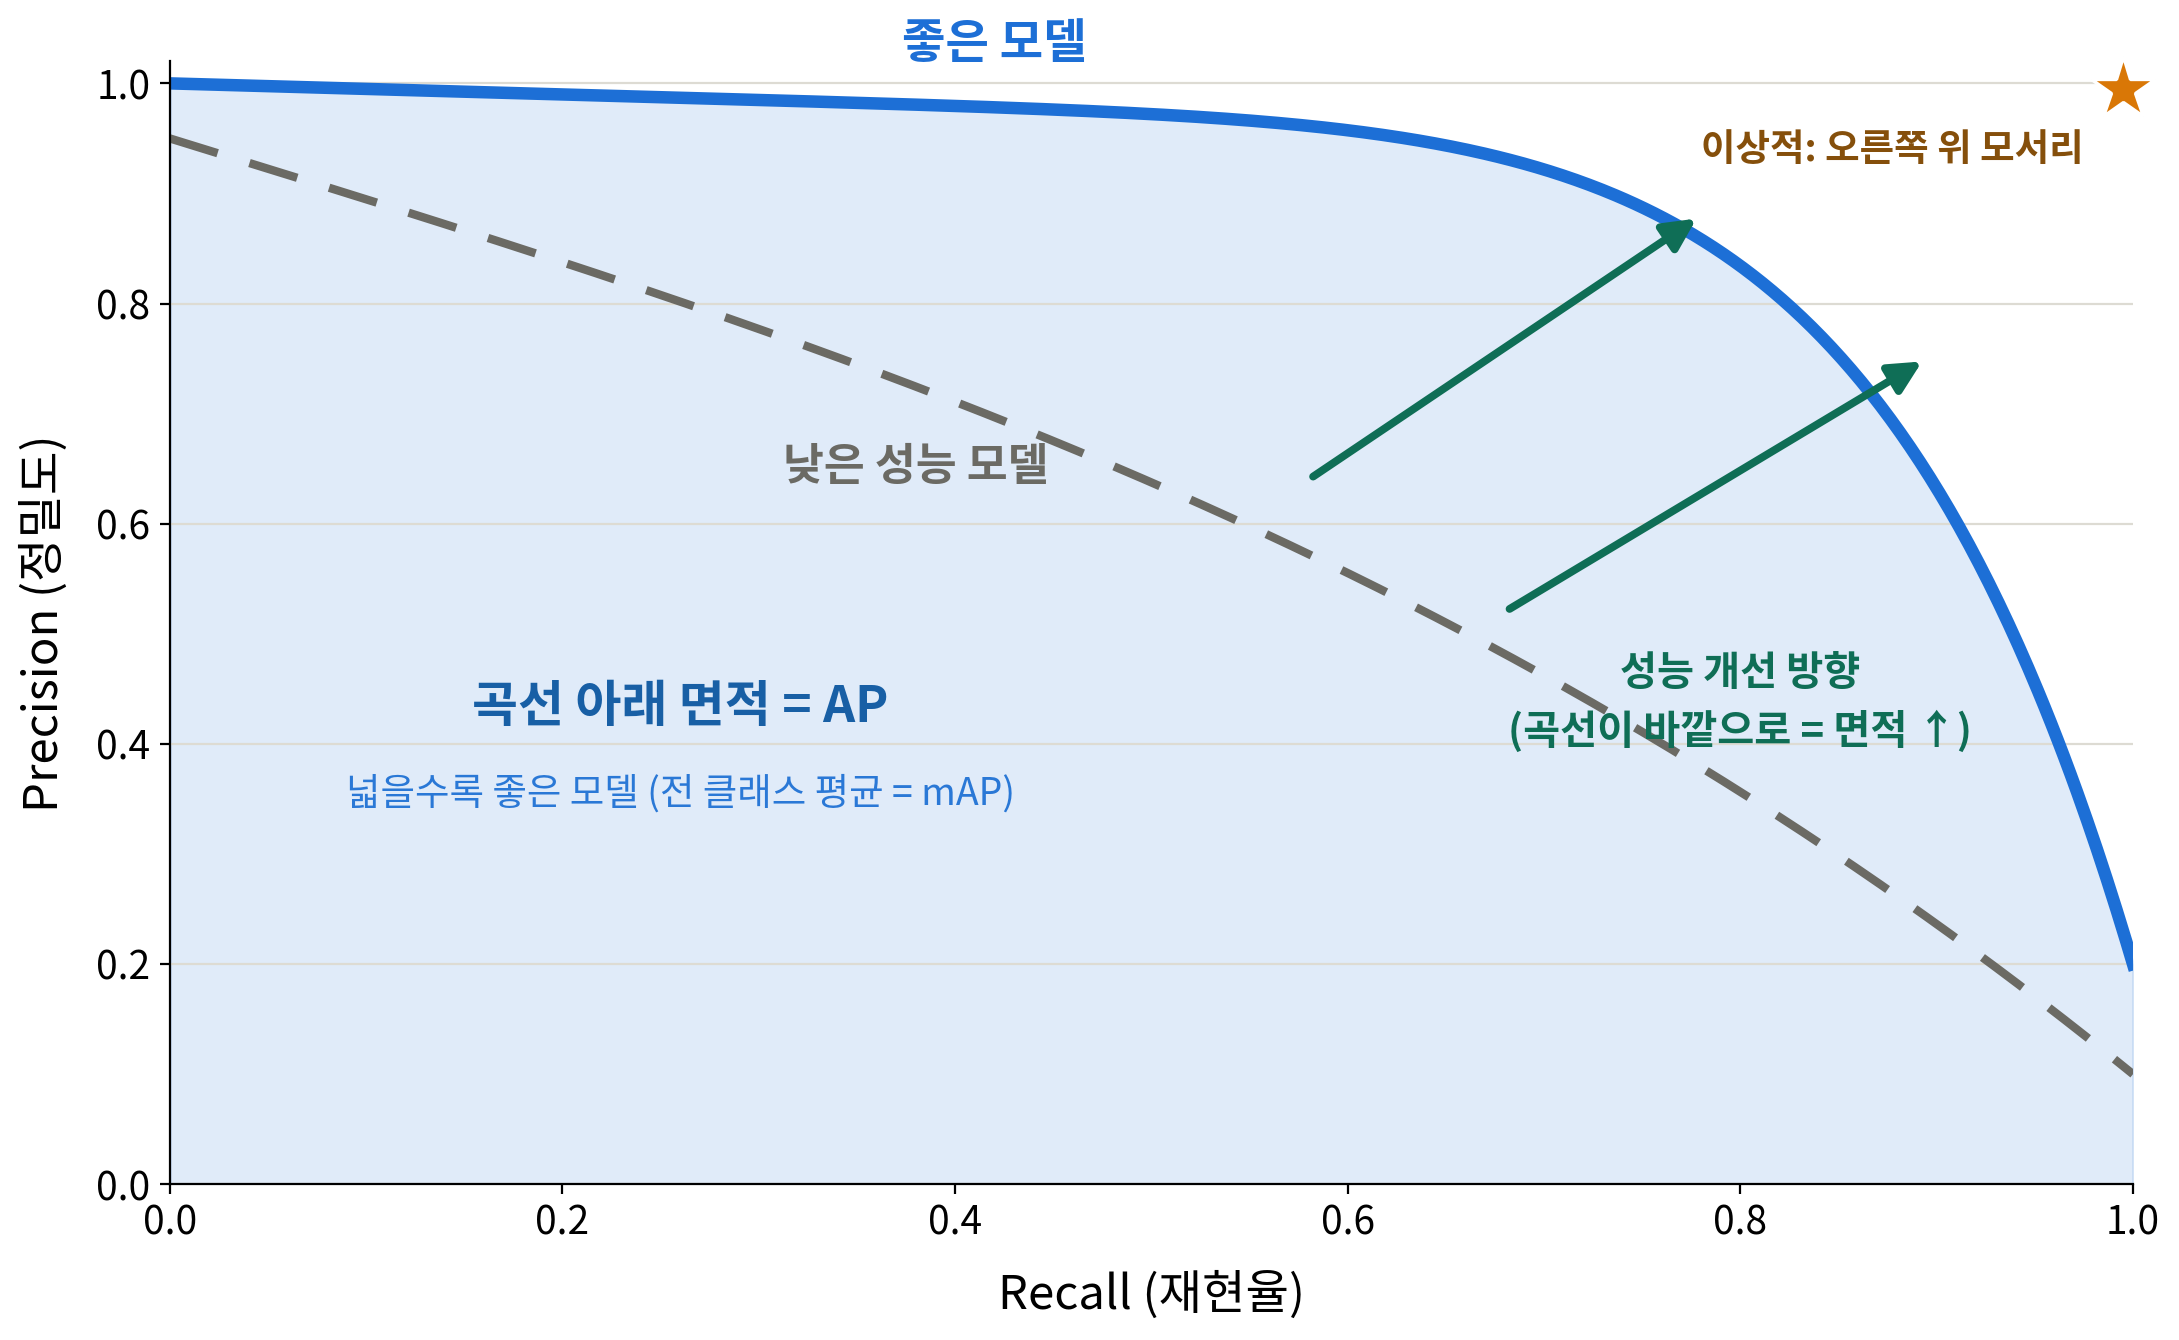 좋은 모델
1.0
이상적: 오른쪽 위 모서리
0.8
낮은 성능 모델
0.6
Precision (정밀도)
성능 개선 방향
(곡선이 바깥으로 = 면적 ↑)
곡선 아래 면적 = AP
0.4
넓을수록 좋은 모델 (전 클래스 평균 = mAP)
0.2
0.0
0.0 0.2 0.4 0.6 0.8 1.0
Recall (재현율)